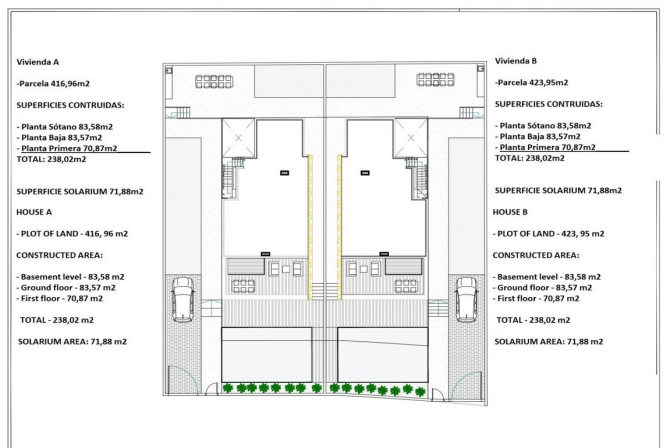 Vivienda A
-Parcela 416,96m2
SUPERFICIES CONTRUIDAS:
- Planta Sótano 83,58m2
- Planta Baja 83,57m2
- Planta Primera 70,87m2
TOTAL: 238,02m2
SUPERFICIE SOLARIUM 71,88m2
HOUSE A
- PLOT OF LAND - 416, 96 m2
CONSTRUCTED AREA:
- Basement level - 83,58 m2
- Ground floor - 83,57 m2
- First floor - 70,87 m2
TOTAL - 238,02 m2
SOLARIUM AREA: 71,88 m2
Vivienda B
-Parcela 423,95m2
SUPERFICIES CONTRUIDAS:
- Planta Sótano 83,58m2
- Planta Baja 83,57m2
- Planta Primera 70,87m2
TOTAL: 238,02m2
SUPERFICIE SOLARIUM 71,88m2
HOUSE B
- PLOT OF LAND - 423, 95 m2
CONSTRUCTED AREA:
- Basement level - 83,58 m2
- Ground floor - 83,57 m2
- First floor - 70,87 m2
TOTAL - 238,02 m2
SOLARIUM AREA: 71,88 m2